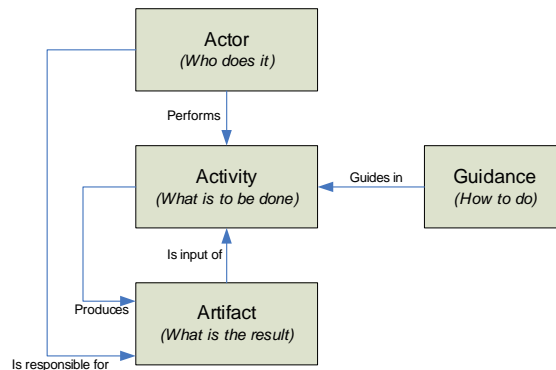 Actor
(Who does it)
Performs
Activity
(What is to be done)
Guides in
Guidance
(How to do)
Is input of
Produces
Artifact
(What is the result)
Is responsible for